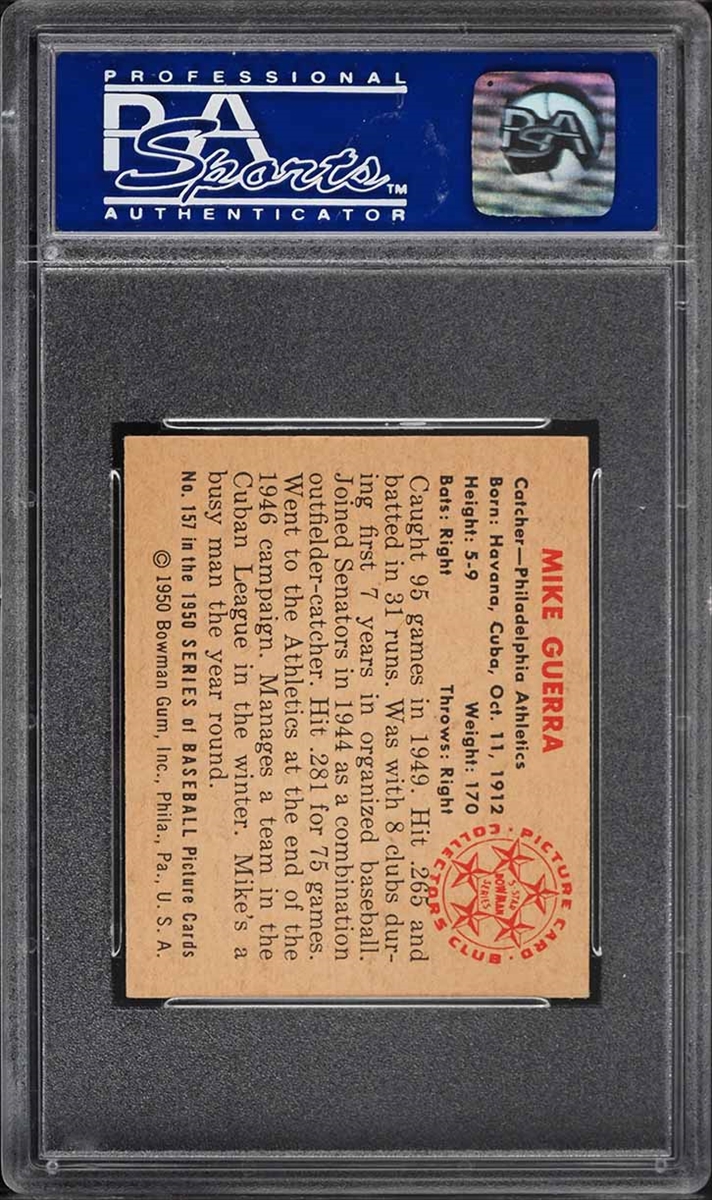 PROFESSIONAL
PSA
Sports™
AUTHENTICATOR
PSA
MIKE GUERRA
Catcher—Philadelphia Athletics
Born: Havana, Cuba, Oct. 11, 1912
Height: 5-9 Weight: 170
Bats: Right Throws: Right
PICTURE CARD COLLECTORS CLUB
5-STAR
BOWMAN
SERIES
Caught 95 games in 1949. Hit .265 and
batted in 31 runs. Was with 8 clubs dur-
ing first 7 years in organized baseball.
Joined Senators in 1944 as a combination
outfielder-catcher. Hit .281 for 75 games.
Went to the Athletics at the end of the
1946 campaign. Manages a team in the
Cuban League in the winter. Mike's a
busy man the year round.
No. 157 in the 1950 SERIES of BASEBALL Picture Cards
© 1950 Bowman Gum, Inc., Phila., Pa., U. S. A.